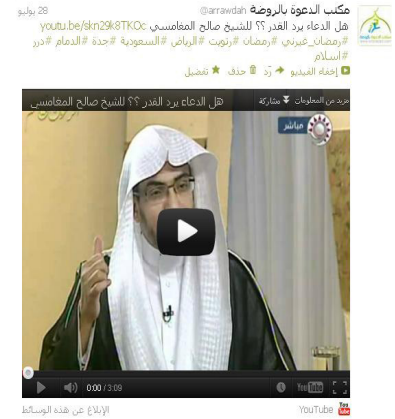 مكتب الدعوة بالروضة @arrawdah 28 يوليو
هل الدعاء يرد القدر ؟؟ للشيخ صالح المغامسي youtu.be/skn29k8TKOc
#رمضان_غيرني #رمضان #رتويت #الرياض #السعودية #جدة #الدمام #درر
#اسلام
إخفاء الفيديو رد حذف تفضيل
هل الدعاء يرد القدر ؟؟ للشيخ صالح المغامسي
مشاركة مزيد من المعلومات
مباشر
0:00 / 3:09 YouTube
YouTube الإبلاغ عن هذه الوسائط